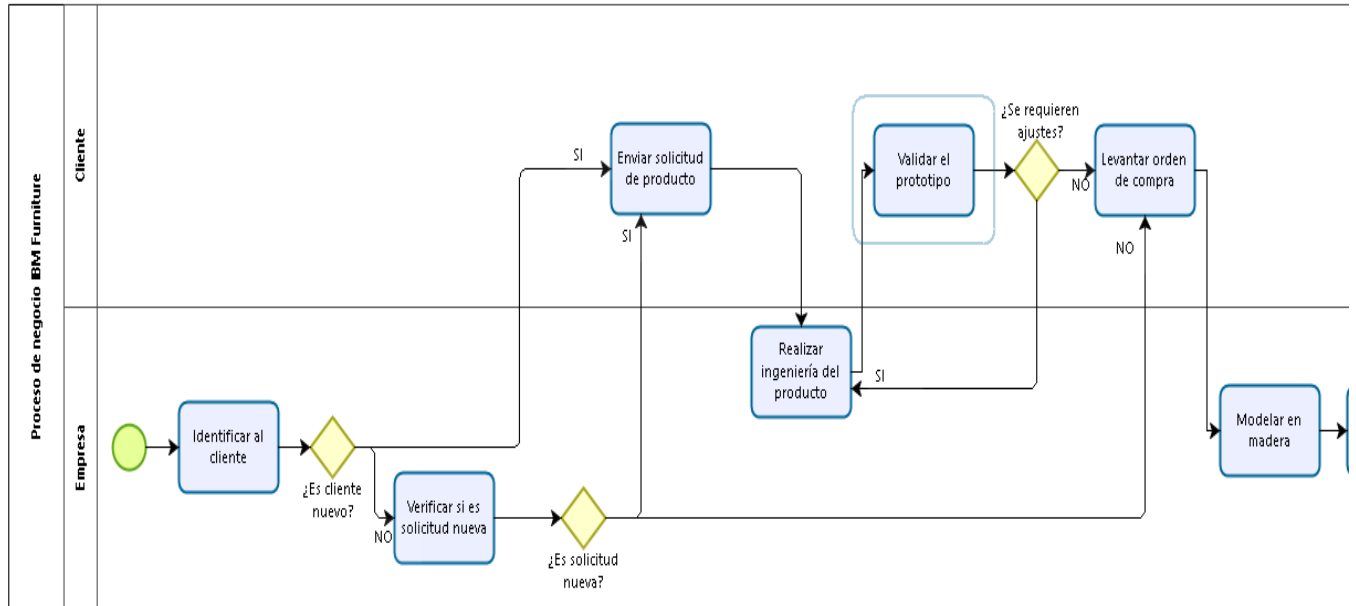 Proceso de negocio BM Furniture
Cliente
¿Se requieren
ajustes?
Enviar solicitud
de producto
Validar el
prototipo
Levantar orden
de compra
SI
NO
SI
NO
Empresa
Realizar
ingeniería del
producto
SI
Identificar al
cliente
Modelar en
madera
¿Es cliente
nuevo?
Verificar si es
solicitud nueva
NO
¿Es solicitud
nueva?